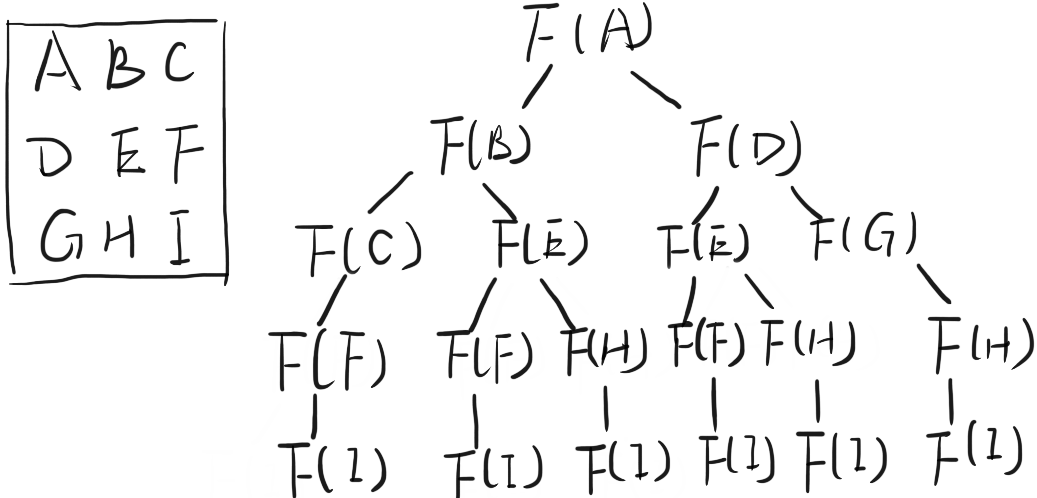 A B C
D E F
G H I
F(A)
F(B) F(D)
F(C) F(E) F(E) F(G)
F(F) F(F) F(H) F(F) F(H) F(H)
F(I) F(I) F(I) F(I) F(I) F(I)